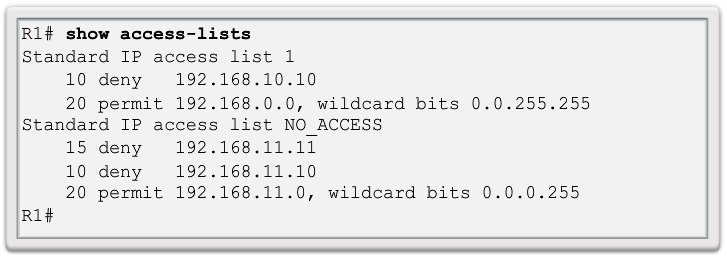 R1# show access-lists
Standard IP access list 1
    10 deny   192.168.10.10
    20 permit 192.168.0.0, wildcard bits 0.0.255.255
Standard IP access list NO_ACCESS
    15 deny   192.168.11.11
    10 deny   192.168.11.10
    20 permit 192.168.11.0, wildcard bits 0.0.0.255
R1#